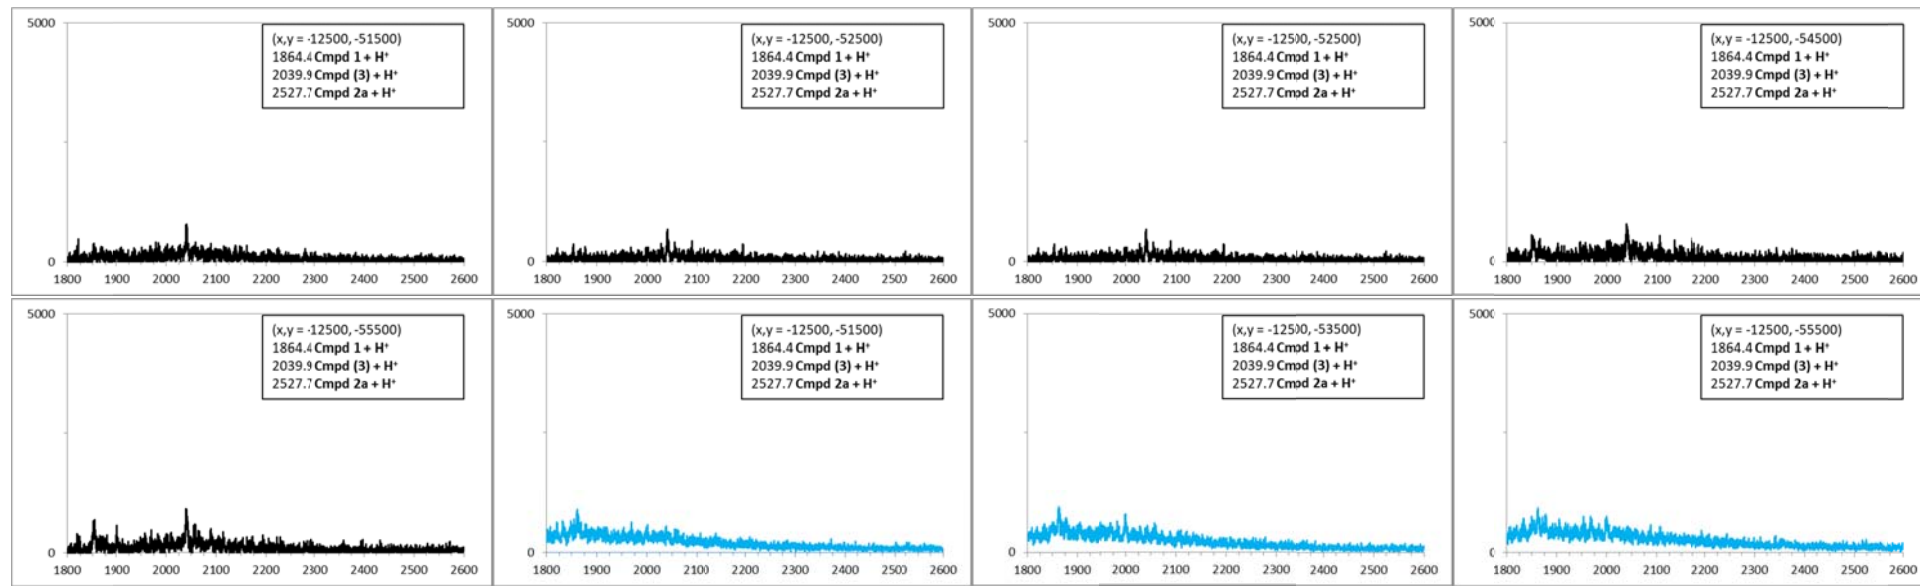 5000
(x,y = -12500, -51500)
1864.4 Cmpd 1 + H⁺
2039.9 Cmpd (3) + H⁺
2527.7 Cmpd 2a + H⁺
0
1800 1900 2000 2100 2200 2300 2400 2500 2600
5000
(x,y = -12500, -52500)
1864.4 Cmpd 1 + H⁺
2039.9 Cmpd (3) + H⁺
2527.7 Cmpd 2a + H⁺
0
1800 1900 2000 2100 2200 2300 2400 2500 2600
5000
(x,y = -12500, -52500)
1864.4 Cmpd 1 + H⁺
2039.9 Cmpd (3) + H⁺
2527.7 Cmpd 2a + H⁺
0
1800 1900 2000 2100 2200 2300 2400 2500 2600
5000
(x,y = -12500, -54500)
1864.4 Cmpd 1 + H⁺
2039.9 Cmpd (3) + H⁺
2527.7 Cmpd 2a + H⁺
0
1800 1900 2000 2100 2200 2300 2400 2500 2600
5000
(x,y = -12500, -55500)
1864.4 Cmpd 1 + H⁺
2039.9 Cmpd (3) + H⁺
2527.7 Cmpd 2a + H⁺
0
1800 1900 2000 2100 2200 2300 2400 2500 2600
5000
(x,y = -12500, -51500)
1864.4 Cmpd 1 + H⁺
2039.9 Cmpd (3) + H⁺
2527.7 Cmpd 2a + H⁺
0
1800 1900 2000 2100 2200 2300 2400 2500 2600
5000
(x,y = -12500, -53500)
1864.4 Cmpd 1 + H⁺
2039.9 Cmpd (3) + H⁺
2527.7 Cmpd 2a + H⁺
0
1800 1900 2000 2100 2200 2300 2400 2500 2600
5000
(x,y = -12500, -55500)
1864.4 Cmpd 1 + H⁺
2039.9 Cmpd (3) + H⁺
2527.7 Cmpd 2a + H⁺
0
1800 1900 2000 2100 2200 2300 2400 2500 2600